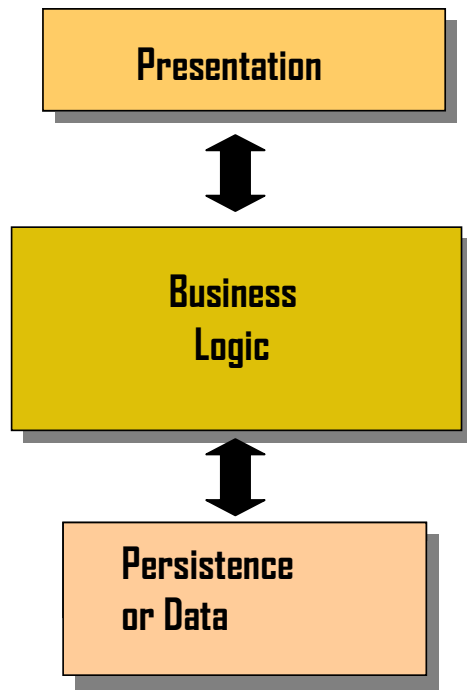 Presentation
Business
Logic
Persistence
or Data